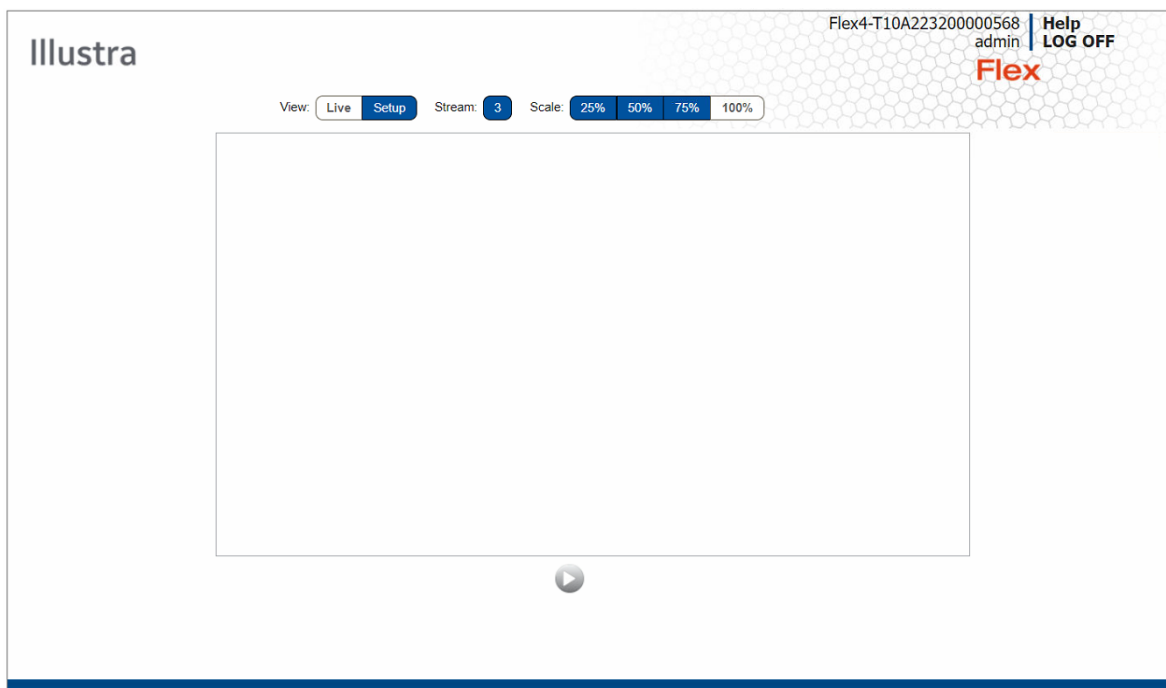 Illustra
Flex4-T10A223200000568 Help
admin LOG OFF
Flex
View: Live Setup Stream: 3 Scale: 25% 50% 75% 100%